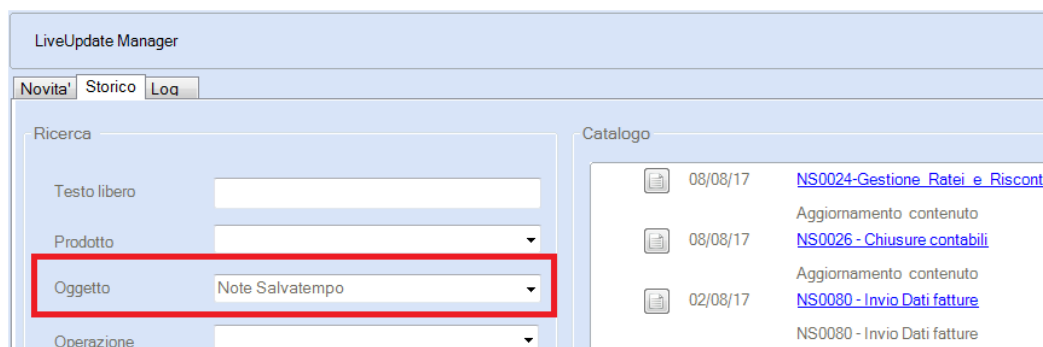 LiveUpdate Manager
Novita' Storico Log
Ricerca
Testo libero
Prodotto
Oggetto Note Salvatempo
Operazione
Catalogo
08/08/17 NS0024-Gestione Ratei e Riscont
Aggiornamento contenuto
08/08/17 NS0026 - Chiusure contabili
Aggiornamento contenuto
02/08/17 NS0080 - Invio Dati fatture
NS0080 - Invio Dati fatture